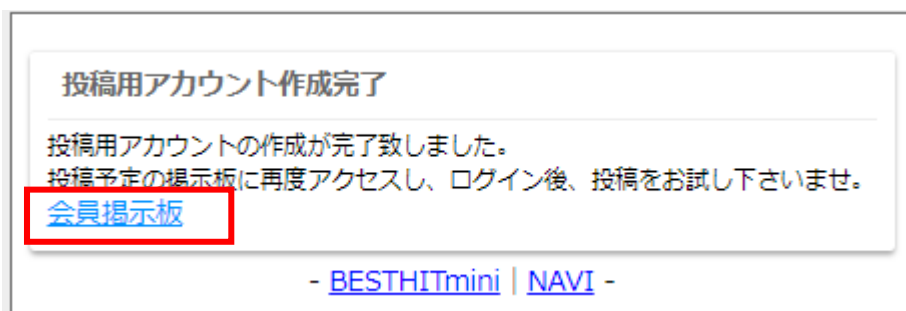 投稿用アカウント作成完了
投稿用アカウントの作成が完了致しました。
投稿予定の掲示板に再度アクセスし、ログイン後、投稿をお試し下さいませ。
会員掲示板
- BESTHITmini | NAVI -